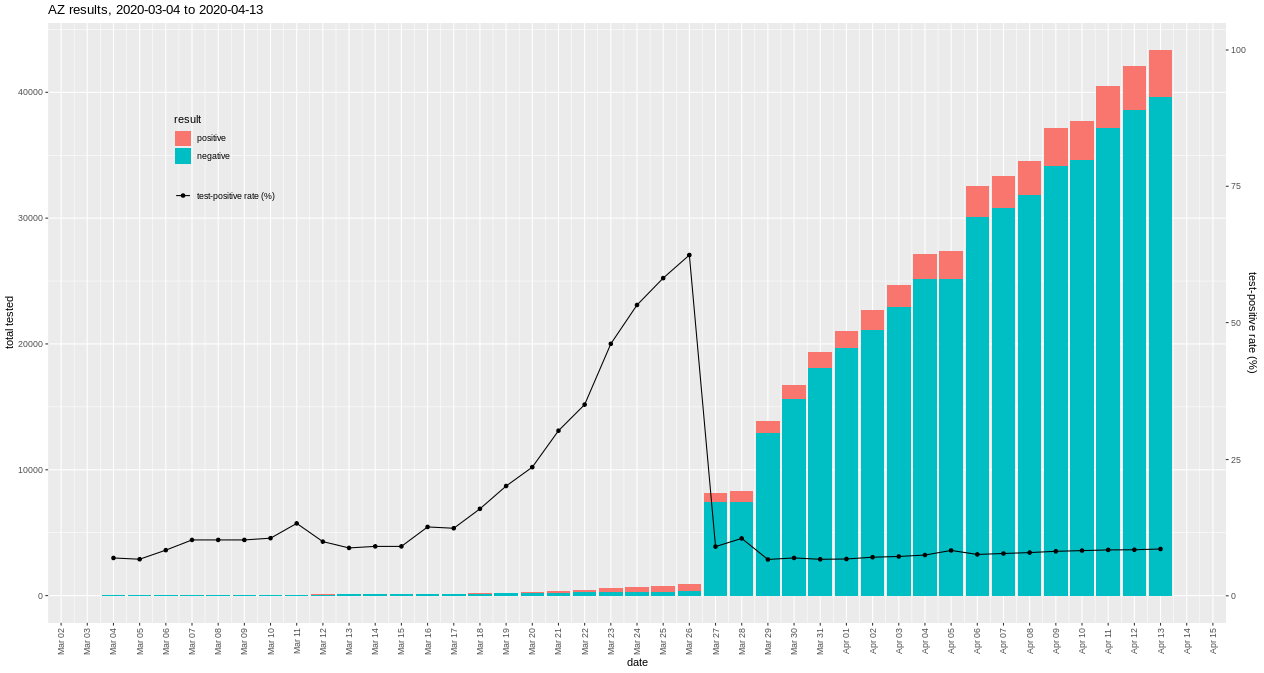 AZ results, 2020-03-04 to 2020-04-13
total tested
40000
30000
20000
10000
0
result
positive
negative
test-positive rate (%)
100
75
50
25
0
test-positive rate (%)
Mar 02
Mar 03
Mar 04
Mar 05
Mar 06
Mar 07
Mar 08
Mar 09
Mar 10
Mar 11
Mar 12
Mar 13
Mar 14
Mar 15
Mar 16
Mar 17
Mar 18
Mar 19
Mar 20
Mar 21
Mar 22
Mar 23
Mar 24
Mar 25
Mar 26
Mar 27
Mar 28
Mar 29
Mar 30
Mar 31
Apr 01
Apr 02
Apr 03
Apr 04
Apr 05
Apr 06
Apr 07
Apr 08
Apr 09
Apr 10
Apr 11
Apr 12
Apr 13
Apr 14
Apr 15
date